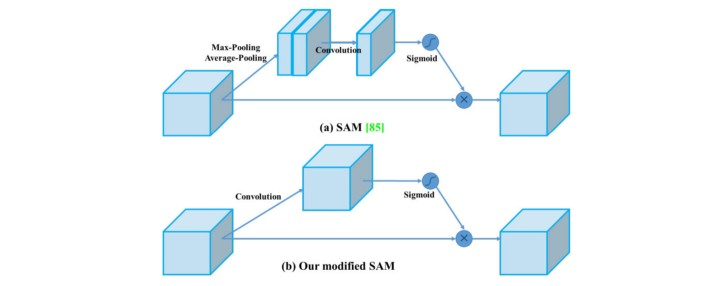 Max-Pooling
Average-Pooling
Convolution
Sigmoid
(a) SAM [85]
Convolution
Sigmoid
(b) Our modified SAM